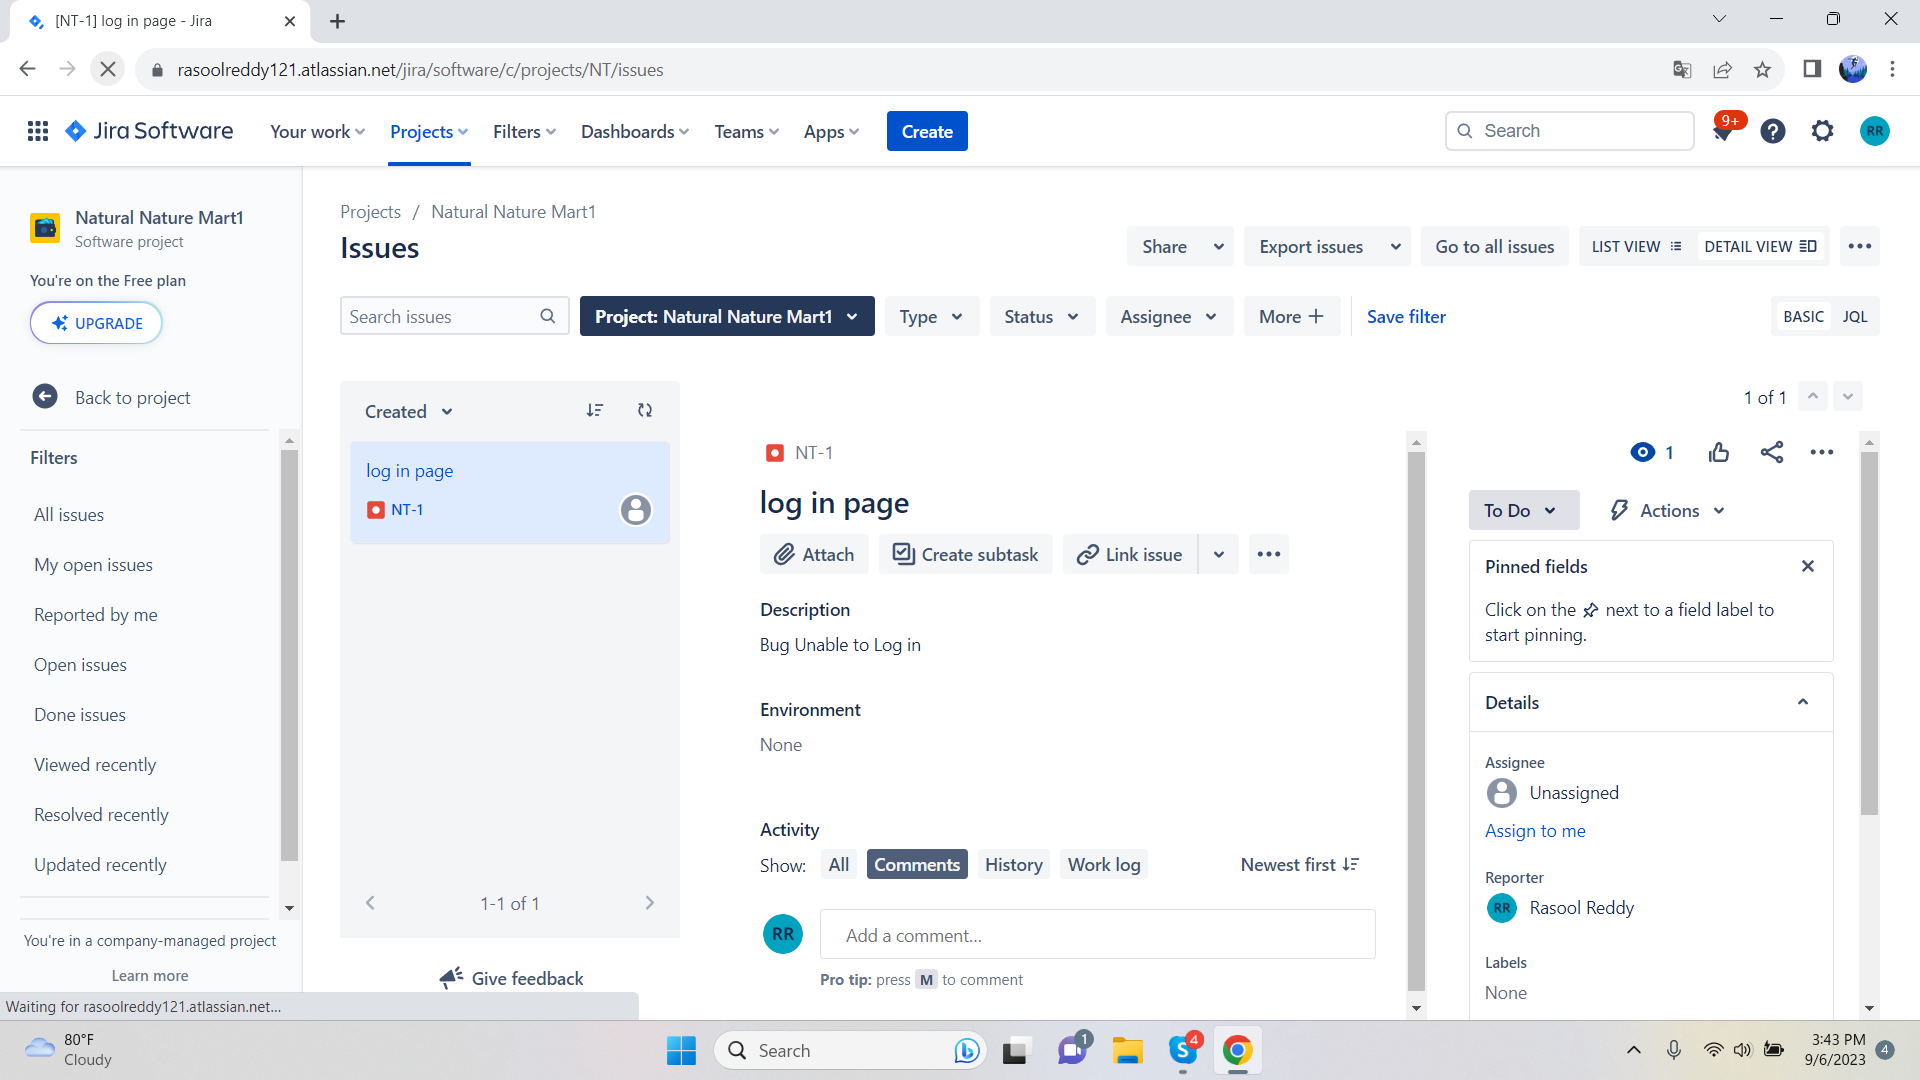 [NT-1] log in page - Jira
rasoolreddy121.atlassian.net/jira/software/c/projects/NT/issues
Jira Software
Your work
Projects
Filters
Dashboards
Teams
Apps
Create
Search
9+
RR
Natural Nature Mart1
Software project
You're on the Free plan
UPGRADE
Back to project
Filters
All issues
My open issues
Reported by me
Open issues
Done issues
Viewed recently
Resolved recently
Updated recently
You're in a company-managed project
Learn more
Waiting for rasoolreddy121.atlassian.net...
Projects / Natural Nature Mart1
Issues
Share
Export issues
Go to all issues
LIST VIEW
DETAIL VIEW
Search issues
Project: Natural Nature Mart1
Type
Status
Assignee
More
Save filter
BASIC
JQL
Created
log in page
NT-1
1-1 of 1
Give feedback
1 of 1
NT-1
log in page
Attach
Create subtask
Link issue
Description
Bug Unable to Log in
Environment
None
Activity
Show:
All
Comments
History
Work log
Newest first
RR
Add a comment...
Pro tip: press M to comment
1
To Do
Actions
Pinned fields
Click on the next to a field label to
start pinning.
Details
Assignee
Unassigned
Assign to me
Reporter
RR
Rasool Reddy
Labels
None
80°F
Cloudy
Search
1
S
4
3:43 PM
9/6/2023
4